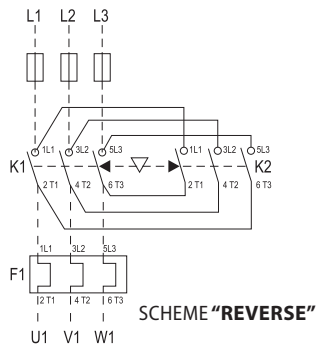 L1 L2 L3
1L1 3L2 5L3 1L1 3L2 5L3
K1 K2
2 T1 4 T2 6 T3 2 T1 4 T2 6 T3
1L1 3L2 5L3
F1
2 T1 4 T2 6 T3
SCHEME "REVERSE"
U1 V1 W1